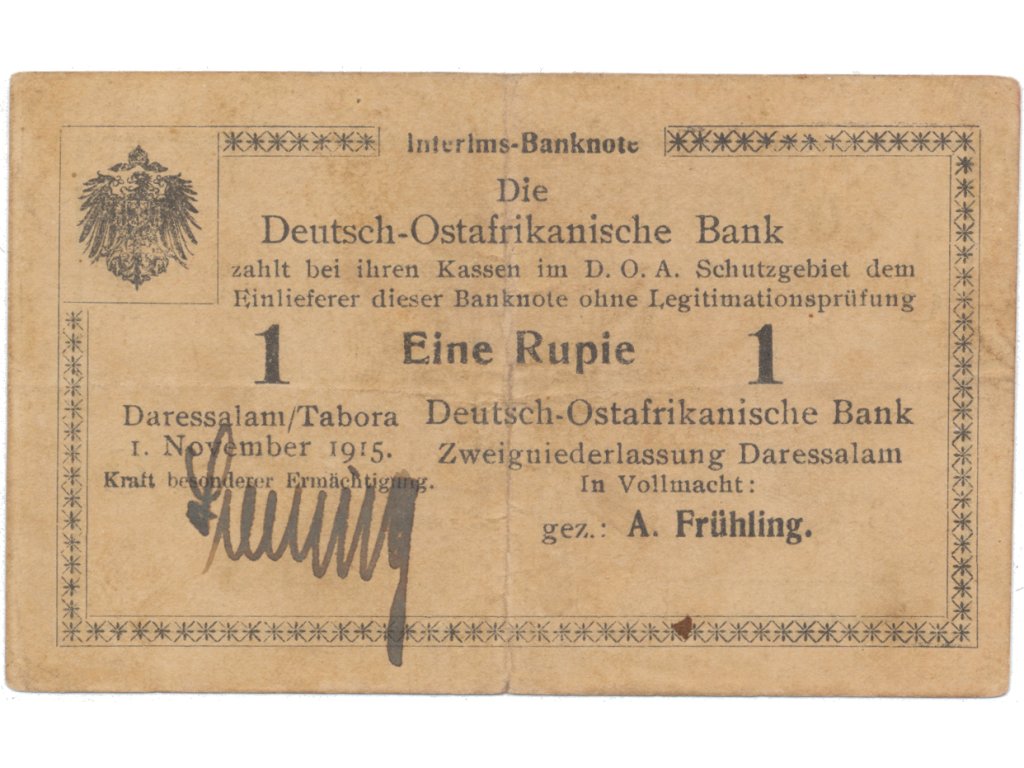 Interims-Banknote
Die
Deutsch-Ostafrikanische Bank
zahlt bei ihren Kassen im D. O. A. Schutzgebiet dem
Einlieferer dieser Banknote ohne Legitimationsprüfung
1 Eine Rupie 1
Daressalam/Tabora
1. November 1915.
Kraft besonderer Ermächtigung.
Deutsch-Ostafrikanische Bank
Zweigniederlassung Daressalam
In Vollmacht:
gez.: A. Frühling.